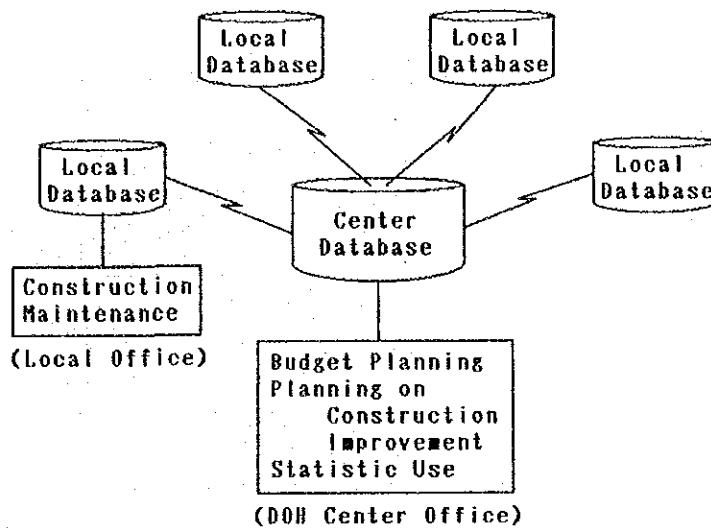 Local
Database
Local
Database
Local
Database
Local
Database
Center
Database
Construction
Maintenance
(Local Office)
Budget Planning
Planning on
Construction
Improvement
Statistic Use
(DOH Center Office)